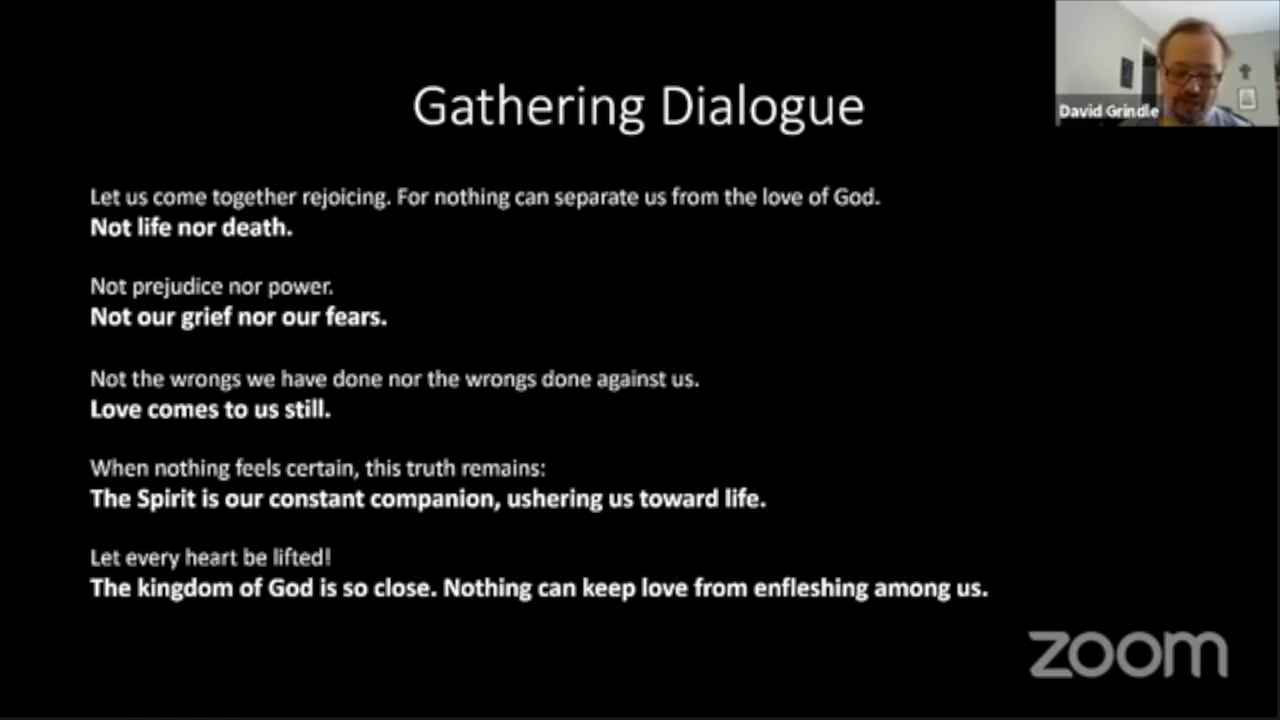 Gathering Dialogue
David Grindle
Let us come together rejoicing. For nothing can separate us from the love of God.
Not life nor death.
Not prejudice nor power.
Not our grief nor our fears.
Not the wrongs we have done nor the wrongs done against us.
Love comes to us still.
When nothing feels certain, this truth remains:
The Spirit is our constant companion, ushering us toward life.
Let every heart be lifted!
The kingdom of God is so close. Nothing can keep love from enfleshing among us.
zoom